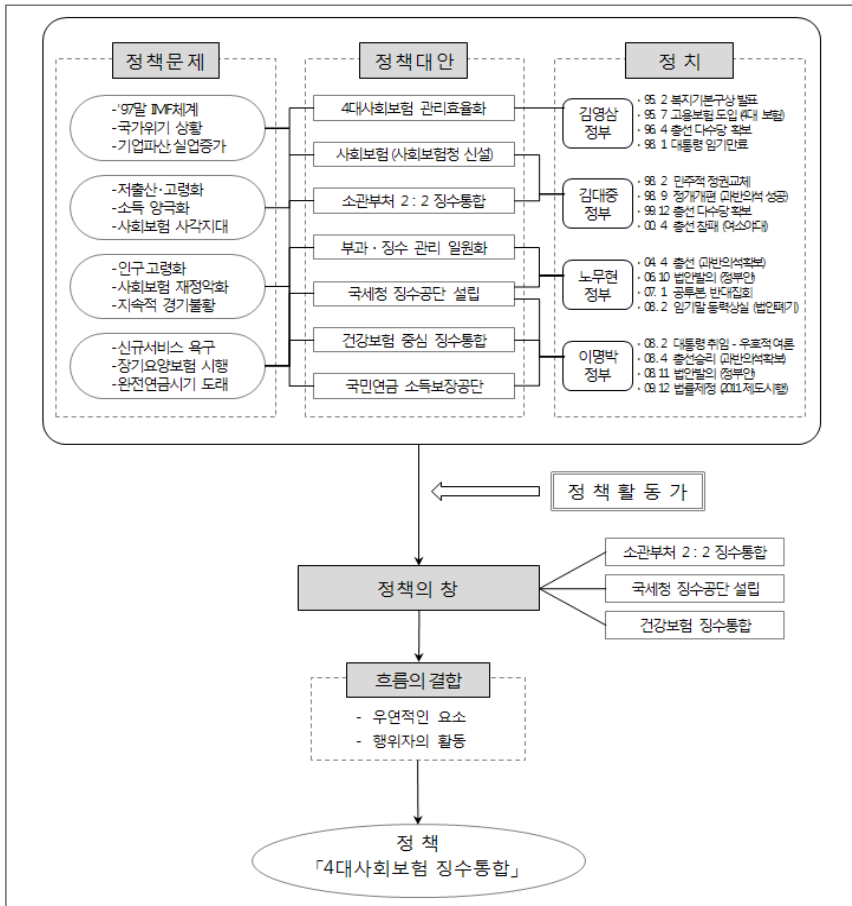 정책문제
-'97말 IMF체계
-국가위기 상황
-기업파산,실업증가
-저출산·고령화
-소득 양극화
-사회보험 사각지대
-인구 고령화
-사회보험 재정악화
-지속적 경기불황
-신규서비스 욕구
-장기요양보험 시행
-완전연금시기 도래
정책대안
4대사회보험 관리효율화
사회보험 (사회보험청 신설)
소관부처 2 : 2 징수통합
부과·징수 관리 일원화
국세청 징수공단 설립
건강보험 중심 징수통합
국민연금 소득보장공단
정 치
김영삼
정부
• 95. 2 복지기본구상 발표
• 95. 7 고용보험 도입 (4대 보험)
• 96. 4 총선 다수당 확보
• 98. 1 대통령 임기만료
김대중
정부
• 98. 2 민주적 정권교체
• 98. 9 정개개편 (과반의석 성공)
• 99.12 총선 다수당 확보
• 00. 4 총선 참패 (여소야대)
노무현
정부
• 04. 4 총선 (과반의석확보)
• 06.10 법안발의 (정부안)
• 07. 1 공투본, 반대집회
• 08. 2 임기말 동력상실 (법안폐기)
이명박
정부
• 08. 2 대통령 취임 - 우호적 여론
• 08. 4 총선승리 (과반의석확보)
• 08.11 법안발의 (정부안)
• 09.12 법률제정 (2011 제도시행)
정 책 활 동 가
정책의 창
소관부처 2 : 2 징수통합
국세청 징수공단 설립
건강보험 징수통합
흐름의 결합
- 우연적인 요소
- 행위자의 활동
정 책
「4대사회보험 징수통합」